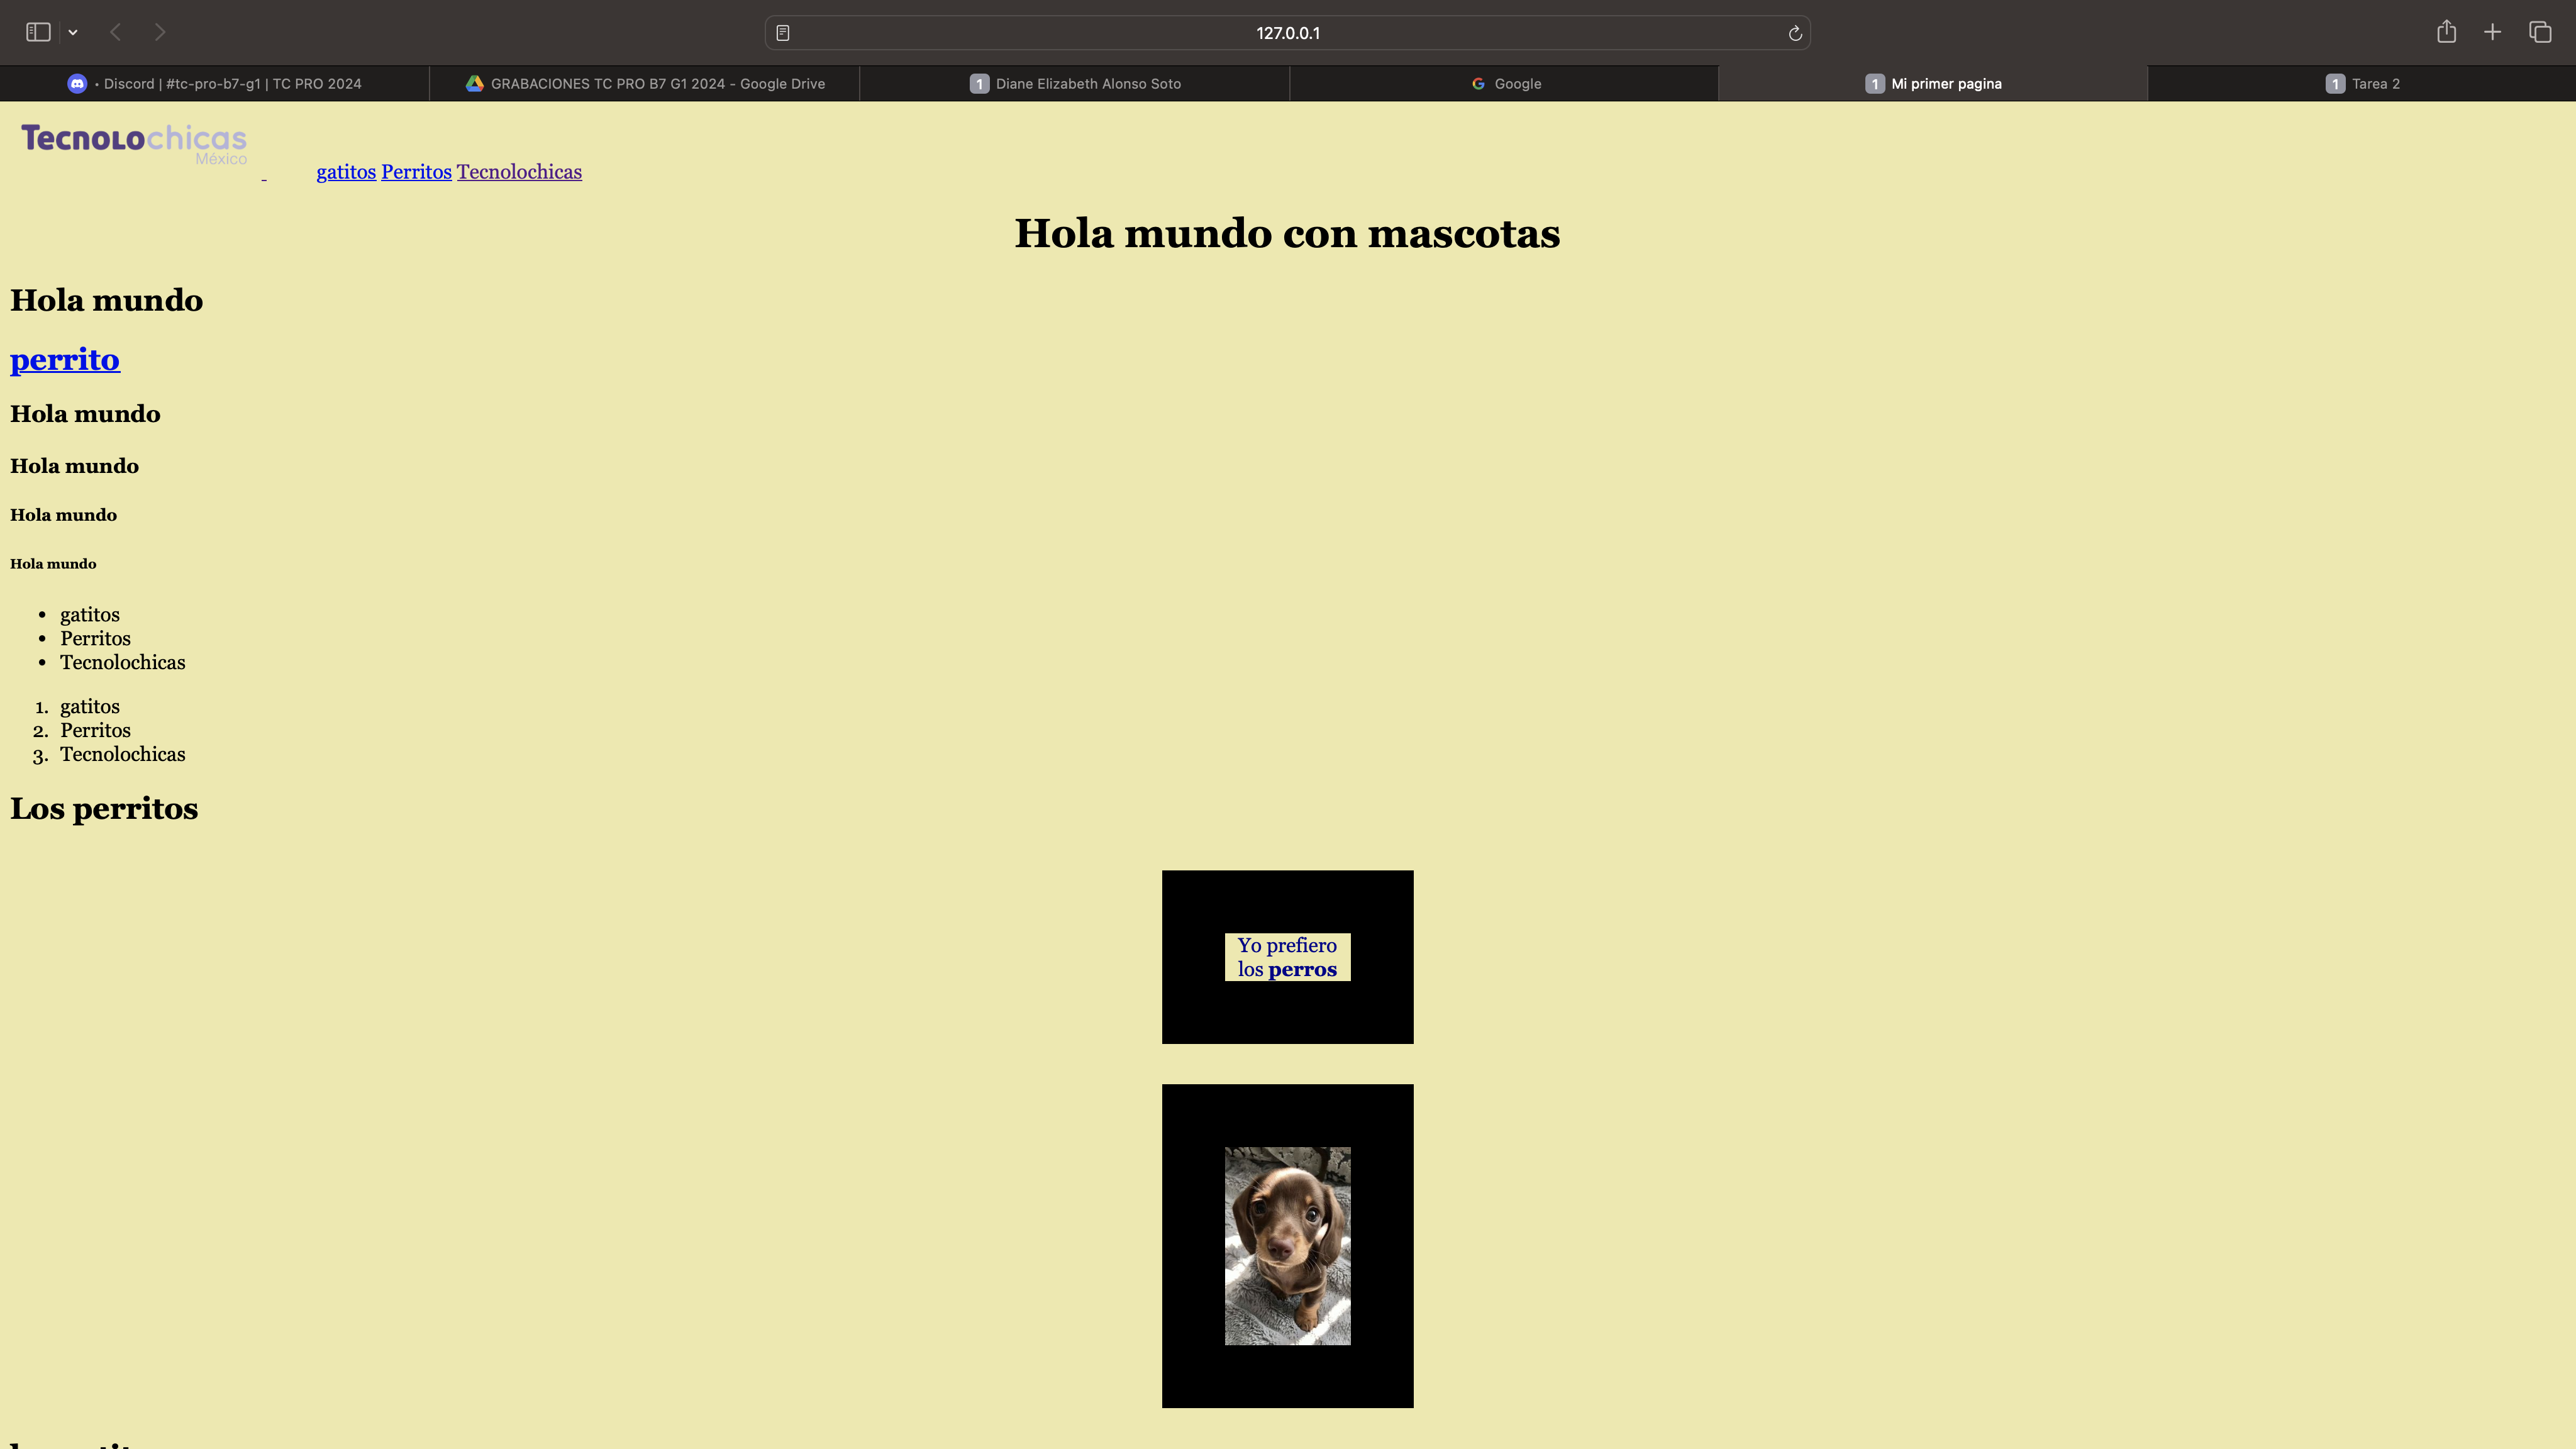 127.0.0.1
• Discord | #tc-pro-b7-g1 | TC PRO 2024
GRABACIONES TC PRO B7 G1 2024 - Google Drive
1 Diane Elizabeth Alonso Soto
Google
1 Mi primer pagina
1 Tarea 2
Tecnolochicas
México
gatitos Perritos Tecnolochicas
Hola mundo con mascotas
Hola mundo
perrito
Hola mundo
Hola mundo
Hola mundo
Hola mundo
• gatitos
• Perritos
• Tecnolochicas
1. gatitos
2. Perritos
3. Tecnolochicas
Los perritos
Yo prefiero
los perros